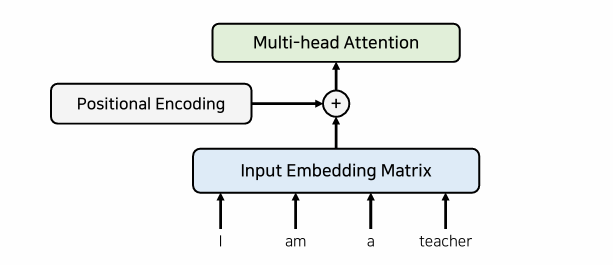 Multi-head Attention
Positional Encoding
+
Input Embedding Matrix
I am a teacher